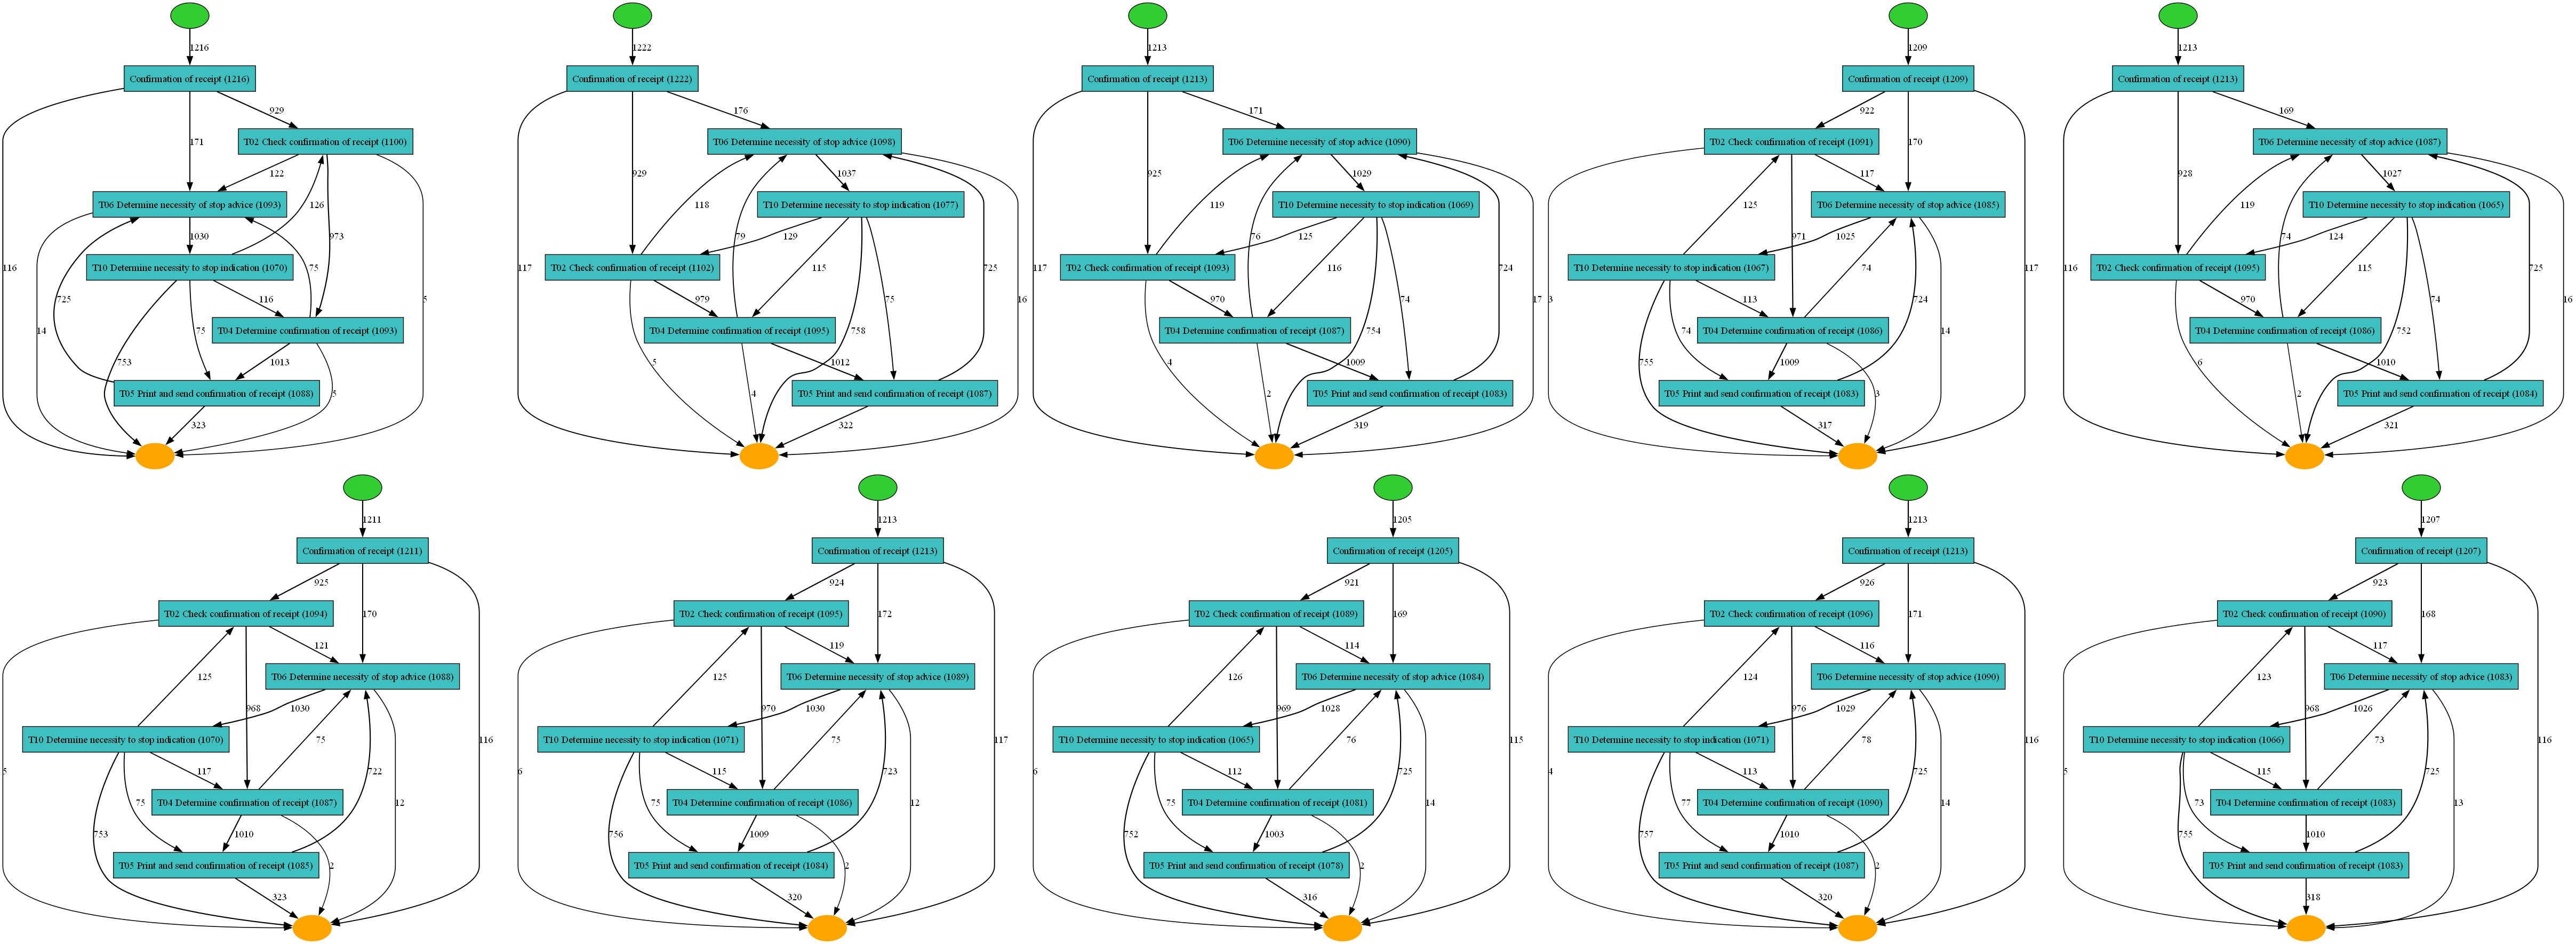 1216
Confirmation of receipt (1216)
929
T02 Check confirmation of receipt (1100)
171
122
T06 Determine necessity of stop advice (1093)
126
1030
973
116
T10 Determine necessity to stop indication (1070)
75
116
725
5
14
75
T04 Determine confirmation of receipt (1093)
753
1013
T05 Print and send confirmation of receipt (1088)
5
323
1222
Confirmation of receipt (1222)
176
T06 Determine necessity of stop advice (1098)
929
1037
118
T10 Determine necessity to stop indication (1077)
79
129
117
T02 Check confirmation of receipt (1102)
115
725
979
75
16
T04 Determine confirmation of receipt (1095)
758
5
1012
4
T05 Print and send confirmation of receipt (1087)
322
1213
Confirmation of receipt (1213)
171
T06 Determine necessity of stop advice (1090)
925
1029
119
T10 Determine necessity to stop indication (1069)
76
125
117
T02 Check confirmation of receipt (1093)
116
724
970
74
17
T04 Determine confirmation of receipt (1087)
754
4
1009
2
T05 Print and send confirmation of receipt (1083)
319
1209
Confirmation of receipt (1209)
922
T02 Check confirmation of receipt (1091)
170
117
125
T06 Determine necessity of stop advice (1085)
971
1025
T10 Determine necessity to stop indication (1067)
74
117
3
113
724
74
T04 Determine confirmation of receipt (1086)
14
755
1009
T05 Print and send confirmation of receipt (1083)
3
317
1213
Confirmation of receipt (1213)
169
T06 Determine necessity of stop advice (1087)
928
1027
119
T10 Determine necessity to stop indication (1065)
74
124
116
T02 Check confirmation of receipt (1095)
115
725
970
74
16
T04 Determine confirmation of receipt (1086)
752
6
1010
2
T05 Print and send confirmation of receipt (1084)
321
1211
Confirmation of receipt (1211)
925
T02 Check confirmation of receipt (1094)
170
121
125
T06 Determine necessity of stop advice (1088)
968
1030
T10 Determine necessity to stop indication (1070)
75
116
5
117
722
75
T04 Determine confirmation of receipt (1087)
12
753
1010
T05 Print and send confirmation of receipt (1085)
2
323
1213
Confirmation of receipt (1213)
924
T02 Check confirmation of receipt (1095)
172
119
125
T06 Determine necessity of stop advice (1089)
970
1030
T10 Determine necessity to stop indication (1071)
75
117
6
115
723
75
T04 Determine confirmation of receipt (1086)
12
756
1009
T05 Print and send confirmation of receipt (1084)
2
320
1205
Confirmation of receipt (1205)
921
T02 Check confirmation of receipt (1089)
169
114
126
T06 Determine necessity of stop advice (1084)
969
1028
T10 Determine necessity to stop indication (1065)
76
115
6
112
725
75
T04 Determine confirmation of receipt (1081)
14
752
1003
T05 Print and send confirmation of receipt (1078)
2
316
1213
Confirmation of receipt (1213)
926
T02 Check confirmation of receipt (1096)
171
116
124
T06 Determine necessity of stop advice (1090)
976
1029
T10 Determine necessity to stop indication (1071)
78
116
4
113
725
77
T04 Determine confirmation of receipt (1090)
14
757
1010
T05 Print and send confirmation of receipt (1087)
2
320
1207
Confirmation of receipt (1207)
923
T02 Check confirmation of receipt (1090)
168
117
123
T06 Determine necessity of stop advice (1083)
968
1026
T10 Determine necessity to stop indication (1066)
73
116
5
115
725
73
T04 Determine confirmation of receipt (1083)
13
755
1010
T05 Print and send confirmation of receipt (1083)
318